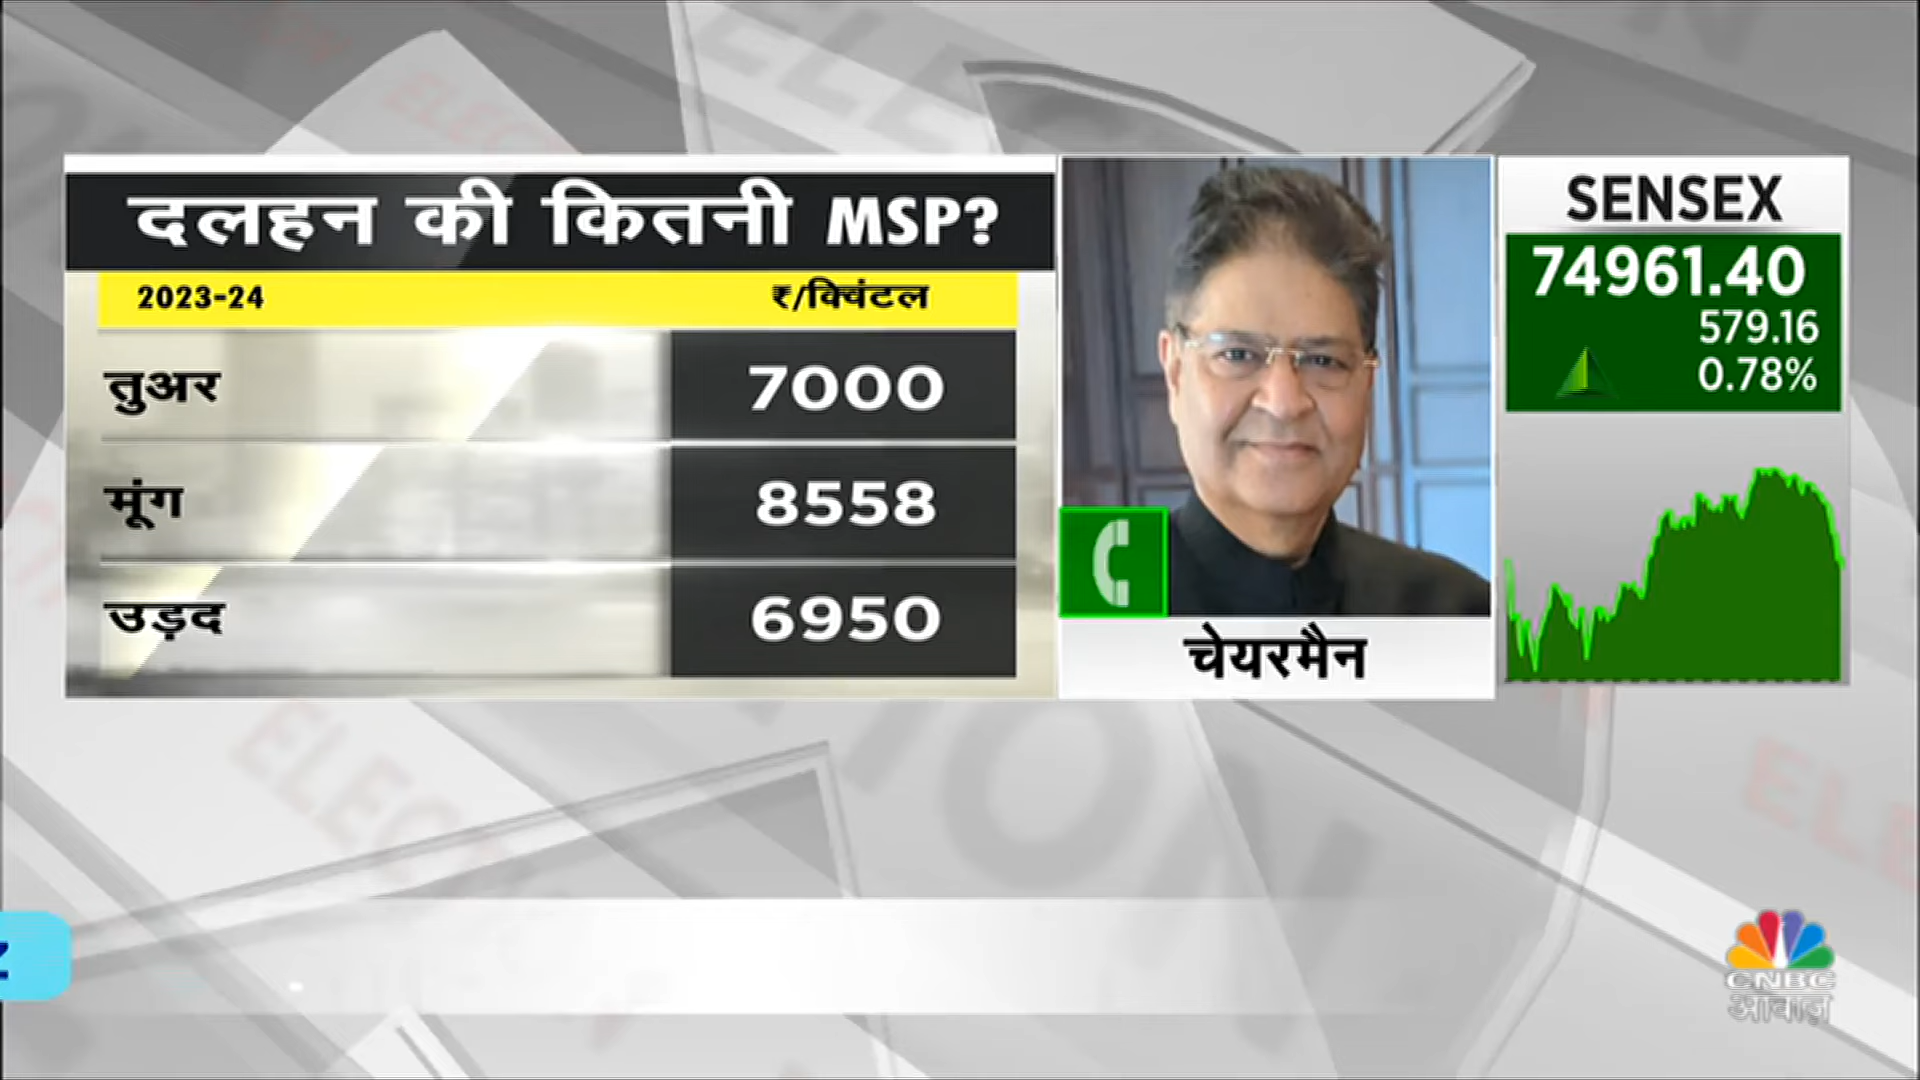 दलहन की कितनी MSP?
2023-24 ₹/क्विंटल
तुअर 7000
मूंग 8558
उड़द 6950
चेयरमैन
SENSEX
74961.40
579.16
0.78%
CNBC
आवाज़